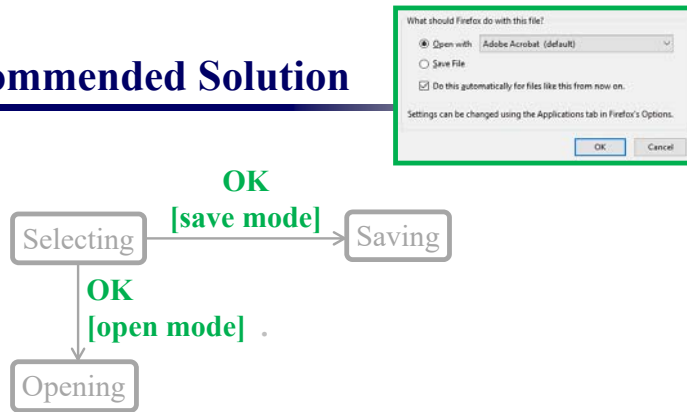 What should Firefox do with this file?
Open with Adobe Acrobat (default)
Save File
Do this automatically for files like this from now on.
Settings can be changed using the Applications tab in Firefox's Options.
OK Cancel
ommended Solution
OK
[save mode]
Selecting Saving
OK
[open mode] .
Opening